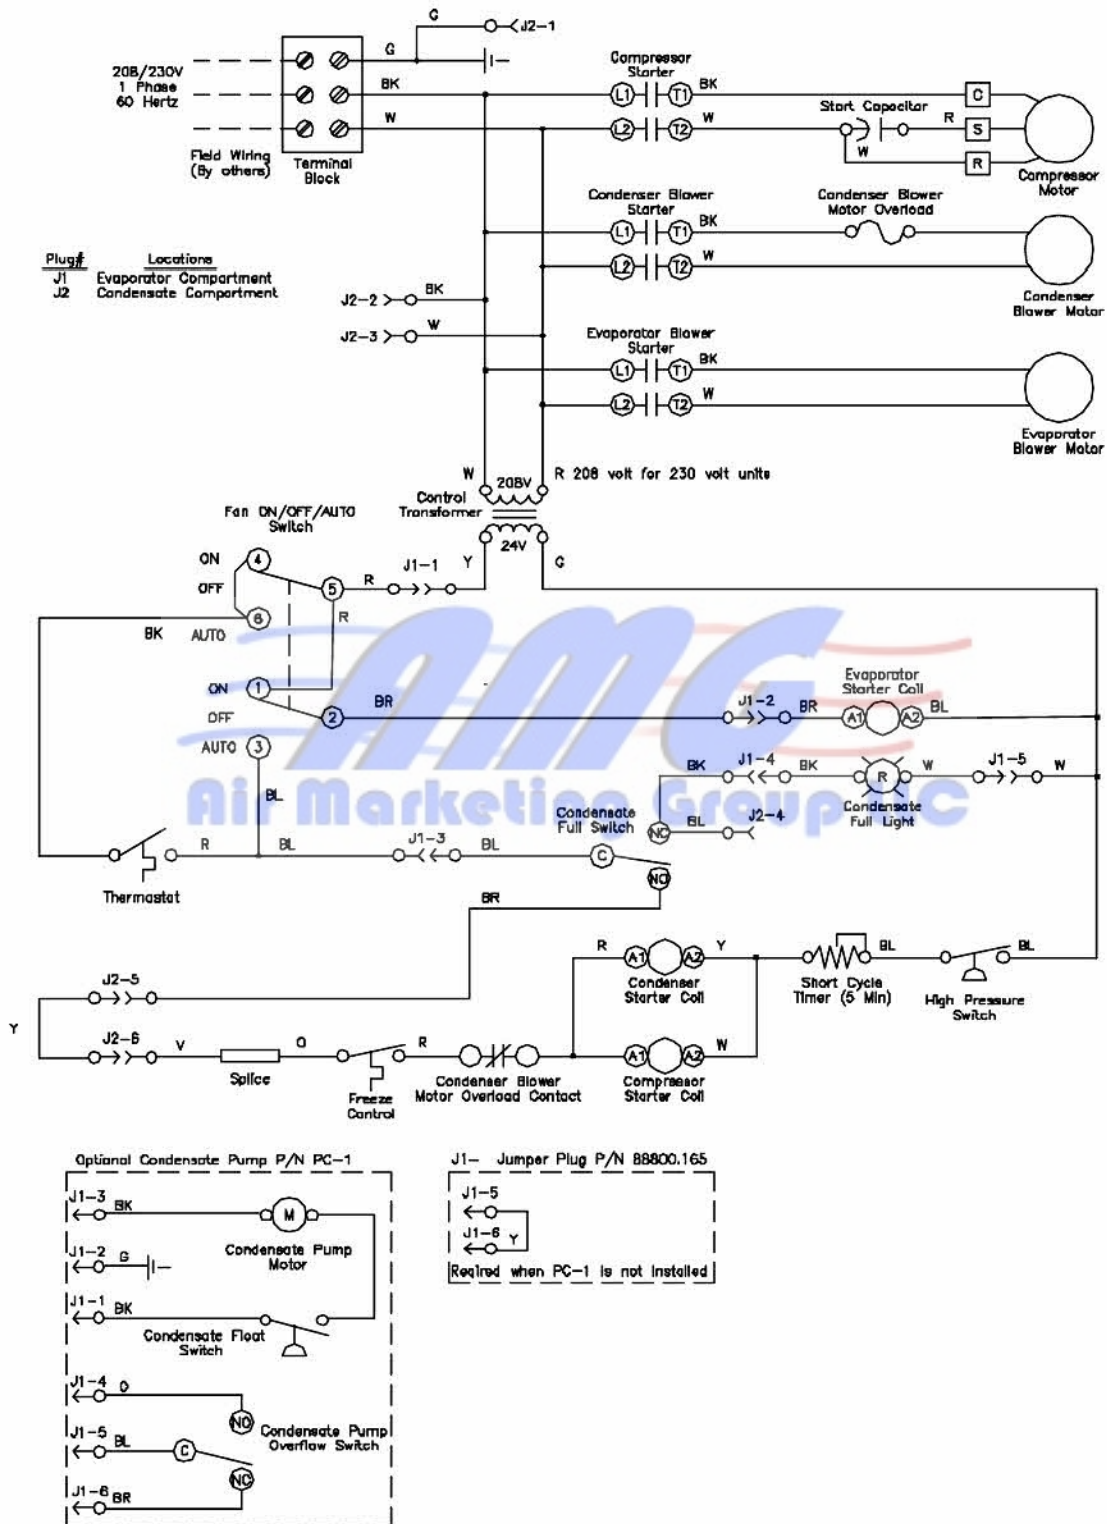 G
J2-1
G
208/230V
1 Phase
60 Hertz
BK
W
Field Wiring
(By others)
Terminal
Block
Compressor
Starter
L1
T1
BK
C
Start Capacitor
L2
T2
W
R
S
W
R
Compressor
Motor
Condenser Blower
Starter
Condenser Blower
Motor Overload
L1
T1
BK
L2
T2
W
Condenser
Blower Motor
Plug# Locations
J1 Evaporator Compartment
J2 Condensate Compartment
J2-2
BK
J2-3
W
Evaporator Blower
Starter
L1
T1
BK
L2
T2
W
Evaporator
Blower Motor
W
R 208 volt for 230 volt units
208V
Control
Transformer
24V
Y
G
Fan ON/OFF/AUTO
Switch
ON
4
OFF
5
R
J1-1
6
R
BK
AUTO
ON
1
OFF
2
BR
J1-2
BR
Evaporator
Starter Coil
A1
A2
BL
AUTO
3
BL
AMG
Air Marketing Group LLC
BK
J1-4
BK
R
W
J1-5
W
Condensate
Full Switch
NC
BL
J2-4
Condensate
Full Light
R
BL
J1-3
BL
C
NO
Thermostat
BR
R
A1
A2
Y
BL
BL
Condenser
Starter Coil
Short Cycle
Timer (5 Min)
High Pressure
Switch
J2-5
Y
J2-6
V
O
R
A1
A2
W
Splice
Freeze
Control
Condenser Blower
Motor Overload Contact
Compressor
Starter Coil
Optional Condensate Pump P/N PC-1
J1-3
BK
M
Condensate Pump
Motor
J1-2
G
J1-1
BK
Condensate Float
Switch
J1-4
O
NO
Condensate Pump
Overflow Switch
J1-5
BL
C
NC
J1-6
BR
J1- Jumper Plug P/N 88800.165
J1-5
J1-6
Y
Reqired when PC-1 is not installed